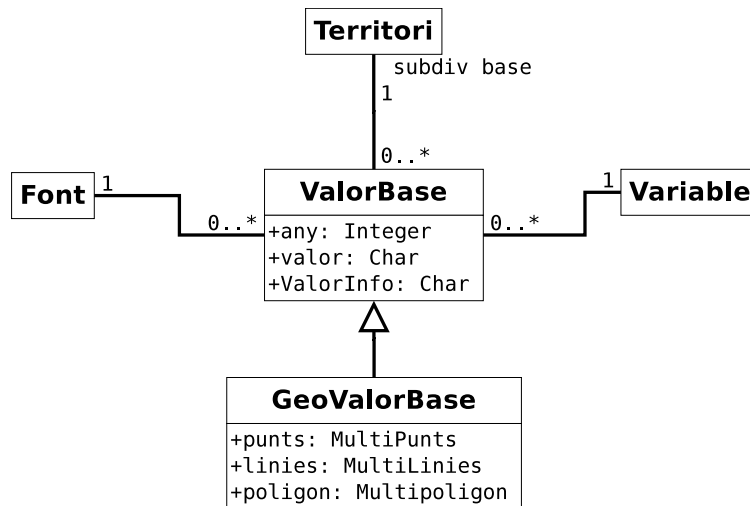 Territori
subdiv base
1
0..*
Font
1
0..*
ValorBase
+any: Integer
+valor: Char
+ValorInfo: Char
0..*
1
Variable
GeoValorBase
+punts: MultiPunts
+linies: MultiLinies
+poligon: Multipoligon